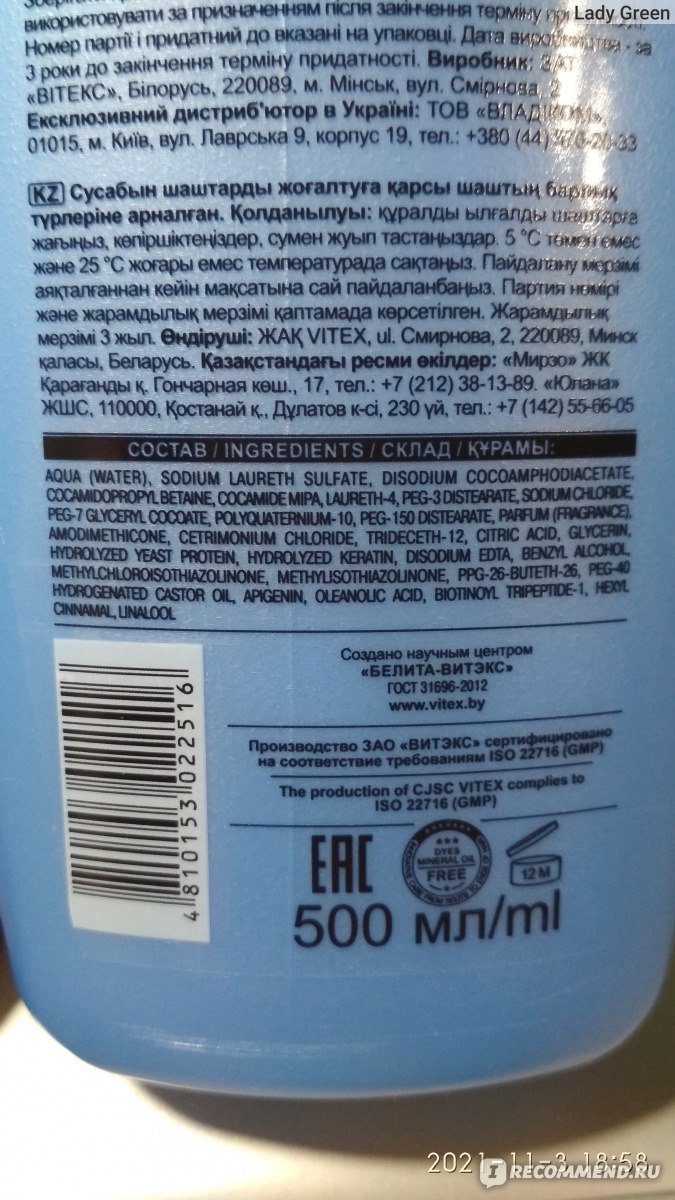 Lady Green
використовувати за призначенням після закінчення терміну
Номер партії і придатний до вказані на упаковці. Дата виробництва - за
3 роки до закінчення терміну придатності. Виробник: ЗАТ
«ВІТЕКС», Білорусь, 220089, м. Мінськ, вул. Смірнова, 2
Ексклюзивний дистриб'ютор в Україні: ТОВ «ВЛАДІКОМ»,
01015, м. Київ, вул. Лаврська 9, корпус 19, тел.: +380 (44) 576-20-33
KZ Сусабын шаштарды жоғалтуға қарсы шаштың барлық
түрлеріне арналған. Қолданылуы: құралды ылғалды шаштарға
жағыңыз, көпіршіктеңіздер, сумен жуып тастаңыздар. 5 °C төмен емес
және 25 °C жоғары емес температурада сақтаңыз. Пайдалану мерзімі
аяқталғаннан кейін мақсатына сай пайдаланбаңыз. Партия нөмірі
және жарамдылық мерзімі қаптамада көрсетілген. Жарамдылық
мерзімі 3 жыл. Өндіруші: ЖАҚ VITEX, ul. Смирнова, 2, 220089, Минск
қаласы, Беларусь. Қазақстандағы ресми өкілдер: «Мирзо» ЖК
Қарағанды қ. Гончарная көш., 17, тел.: +7 (212) 38-13-89. «Юлана»
ЖШС, 110000, Қостанай қ., Дұлатов к-сі, 230 үй, тел.: +7 (142) 55-66-05
СОСТАВ / INGREDIENTS / СКЛАД / ҚҰРАМЫ:
AQUA (WATER), SODIUM LAURETH SULFATE, DISODIUM COCOAMPHODIACETATE,
COCAMIDOPROPYL BETAINE, COCAMIDE MIPA, LAURETH-4, PEG-3 DISTEARATE, SODIUM CHLORIDE,
PEG-7 GLYCERYL COCOATE, POLYQUATERNIUM-10, PEG-150 DISTEARATE, PARFUM (FRAGRANCE),
AMODIMETHICONE, CETRIMONIUM CHLORIDE, TRIDECETH-12, CITRIC ACID, GLYCERIN,
HYDROLYZED YEAST PROTEIN, HYDROLYZED KERATIN, DISODIUM EDTA, BENZYL ALCOHOL,
METHYLCHLOROISOTHIAZOLINONE, METHYLISOTHIAZOLINONE, PPG-26-BUTETH-26, PEG-40
HYDROGENATED CASTOR OIL, APIGENIN, OLEANOLIC ACID, BIOTINOYL TRIPEPTIDE-1, HEXYL
CINNAMAL, LINALOOL
Создано научным центром
«БЕЛИТА-ВИТЭКС»
ГОСТ 31696-2012
www.vitex.by
Производство ЗАО «ВИТЭКС» сертифицировано
на соответствие требованиям ISO 22716 (GMP)
The production of CJSC VITEX complies to
ISO 22716 (GMP)
4 810153 022516
EAC
DYES
MINERAL OIL
FREE
12 M
500 мл/ml
2021-11-3 18:58
IRECOMMEND.RU